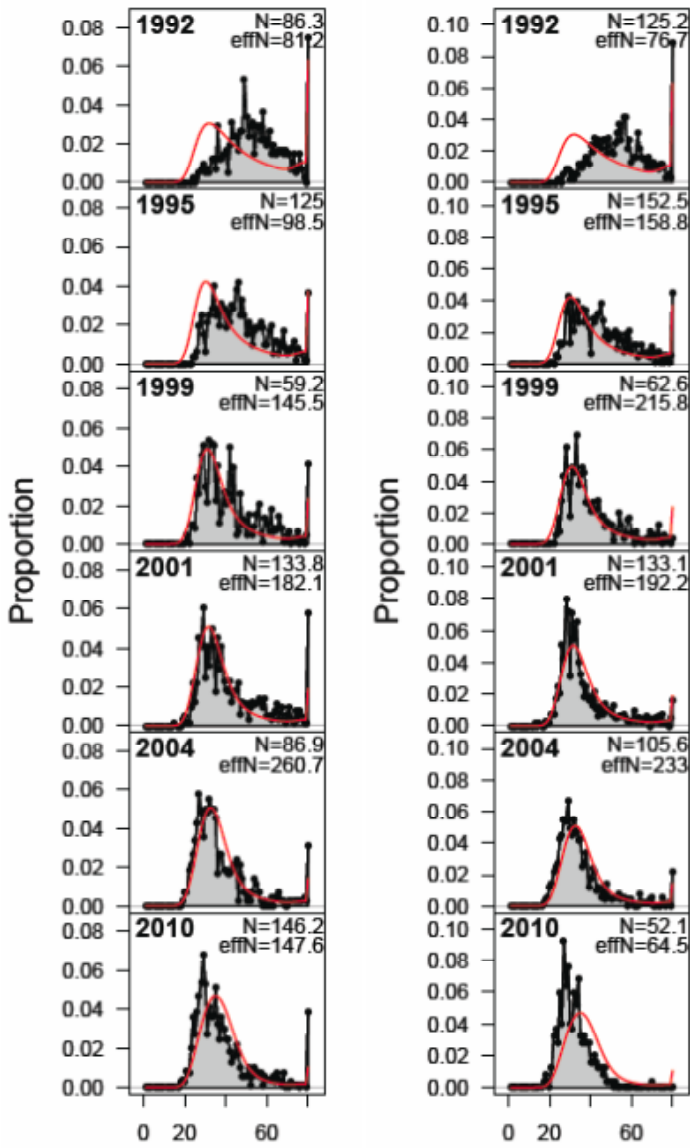 1992
N=86.3
effN=81.2
0.08
0.06
0.04
0.02
0.00
1995
N=125
effN=98.5
0.08
0.06
0.04
0.02
0.00
1999
N=59.2
effN=145.5
0.08
0.06
0.04
0.02
0.00
2001
N=133.8
effN=182.1
0.08
0.06
0.04
0.02
0.00
2004
N=86.9
effN=260.7
0.08
0.06
0.04
0.02
0.00
2010
N=146.2
effN=147.6
0.08
0.06
0.04
0.02
0.00
0 20 60
Proportion
1992
N=125.2
effN=76.7
0.10
0.08
0.06
0.04
0.02
0.00
1995
N=152.5
effN=158.8
0.10
0.08
0.06
0.04
0.02
0.00
1999
N=62.6
effN=215.8
0.10
0.08
0.06
0.04
0.02
0.00
2001
N=133.1
effN=192.2
0.10
0.08
0.06
0.04
0.02
0.00
2004
N=105.6
effN=233
0.10
0.08
0.06
0.04
0.02
0.00
2010
N=52.1
effN=64.5
0.10
0.08
0.06
0.04
0.02
0.00
0 20 60
Proportion